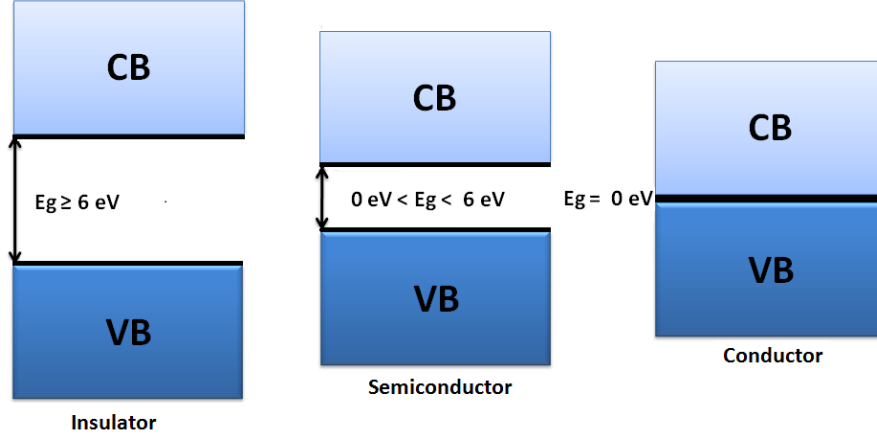 CB
Eg ≥ 6 eV
VB
Insulator
CB
0 eV < Eg < 6 eV
VB
Semiconductor
CB
Eg = 0 eV
VB
Conductor